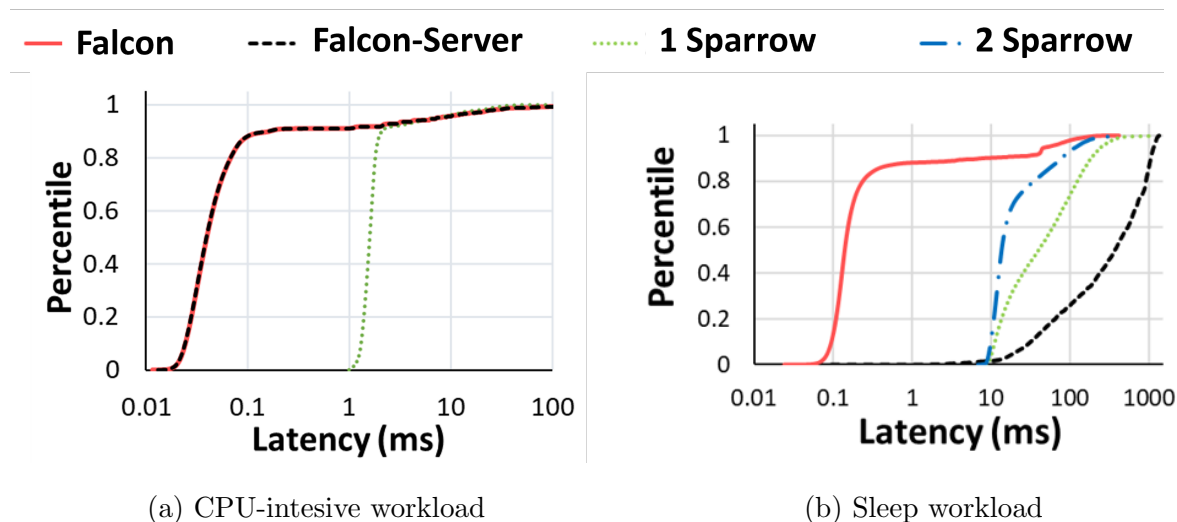 Falcon Falcon-Server 1 Sparrow 2 Sparrow
Percentile
1
0.8
0.6
0.4
0.2
0
0.01 0.1 1 10 100
Latency (ms)
(a) CPU-intesive workload
Percentile
1
0.8
0.6
0.4
0.2
0
0.01 0.1 1 10 100 1000
Latency (ms)
(b) Sleep workload